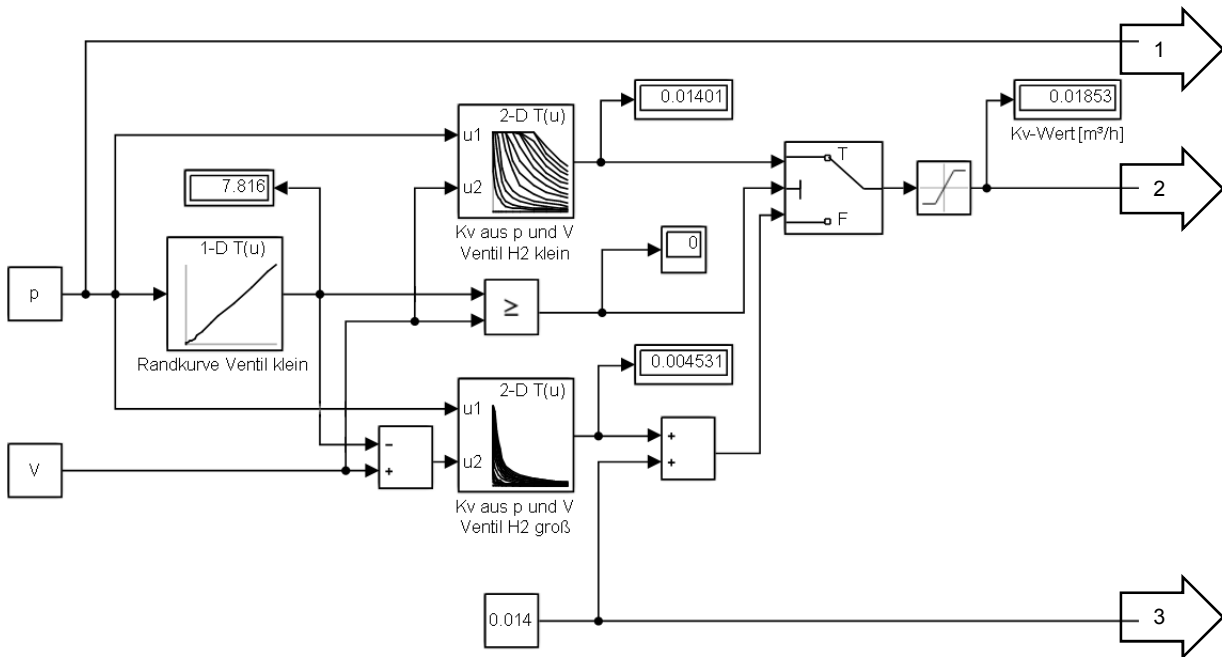 1
0.01401
0.01853
Kv-Wert [m³/h]
2-D T(u)
u1
u2
Kv aus p und V
Ventil H2 klein
T
F
2
7.816
1-D T(u)
Randkurve Ventil klein
p
≥
0
0.004531
2-D T(u)
u1
u2
Kv aus p und V
Ventil H2 groß
V
−
+
+
+
0.014
3